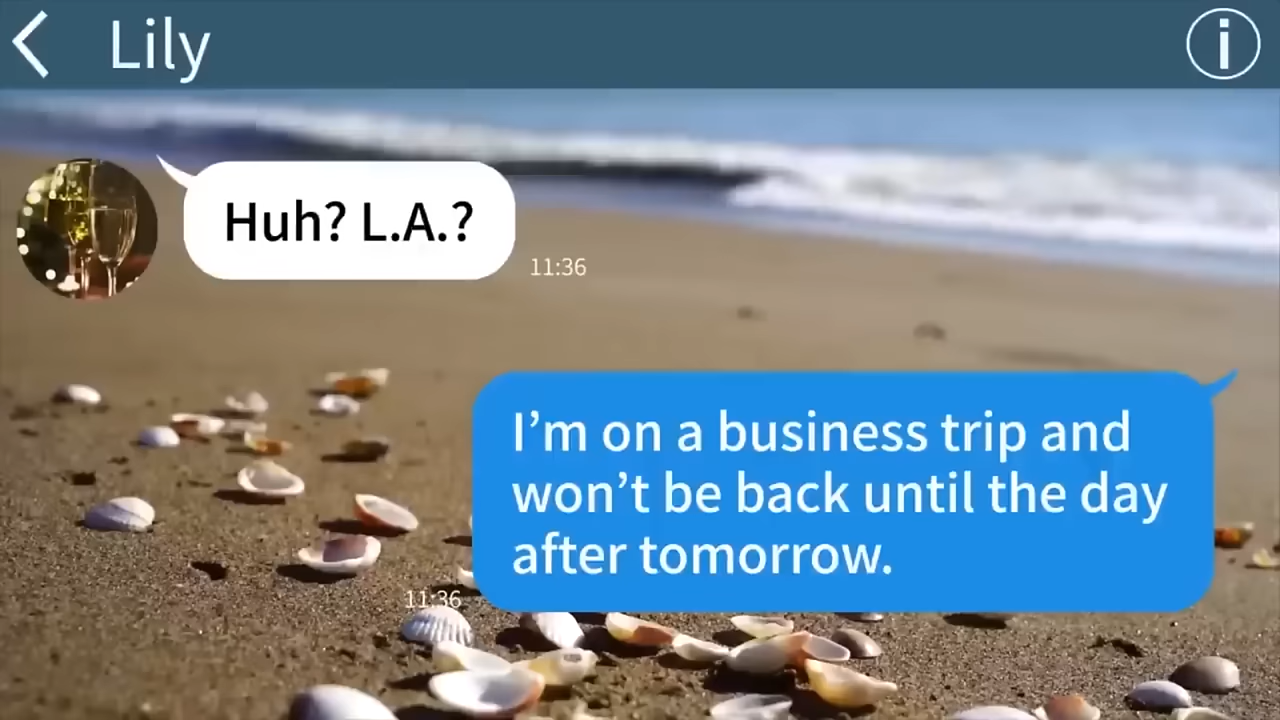 Lily
Huh? L.A.?
11:36
I’m on a business trip and
won’t be back until the day
after tomorrow.
11:36